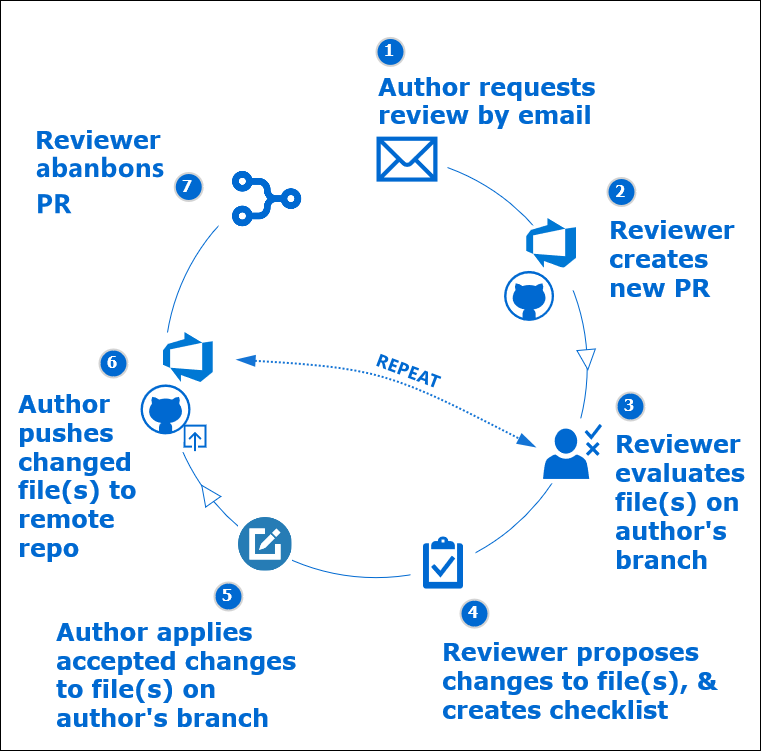 1
Author requests
review by email
2
Reviewer
creates
new PR
3
Reviewer
evaluates
file(s) on
author's
branch
4
Reviewer proposes
changes to file(s), &
creates checklist
5
Author applies
accepted changes
to file(s) on
author's branch
6
Author
pushes
changed
file(s) to
remote
repo
7
Reviewer
abanbons
PR
REPEAT